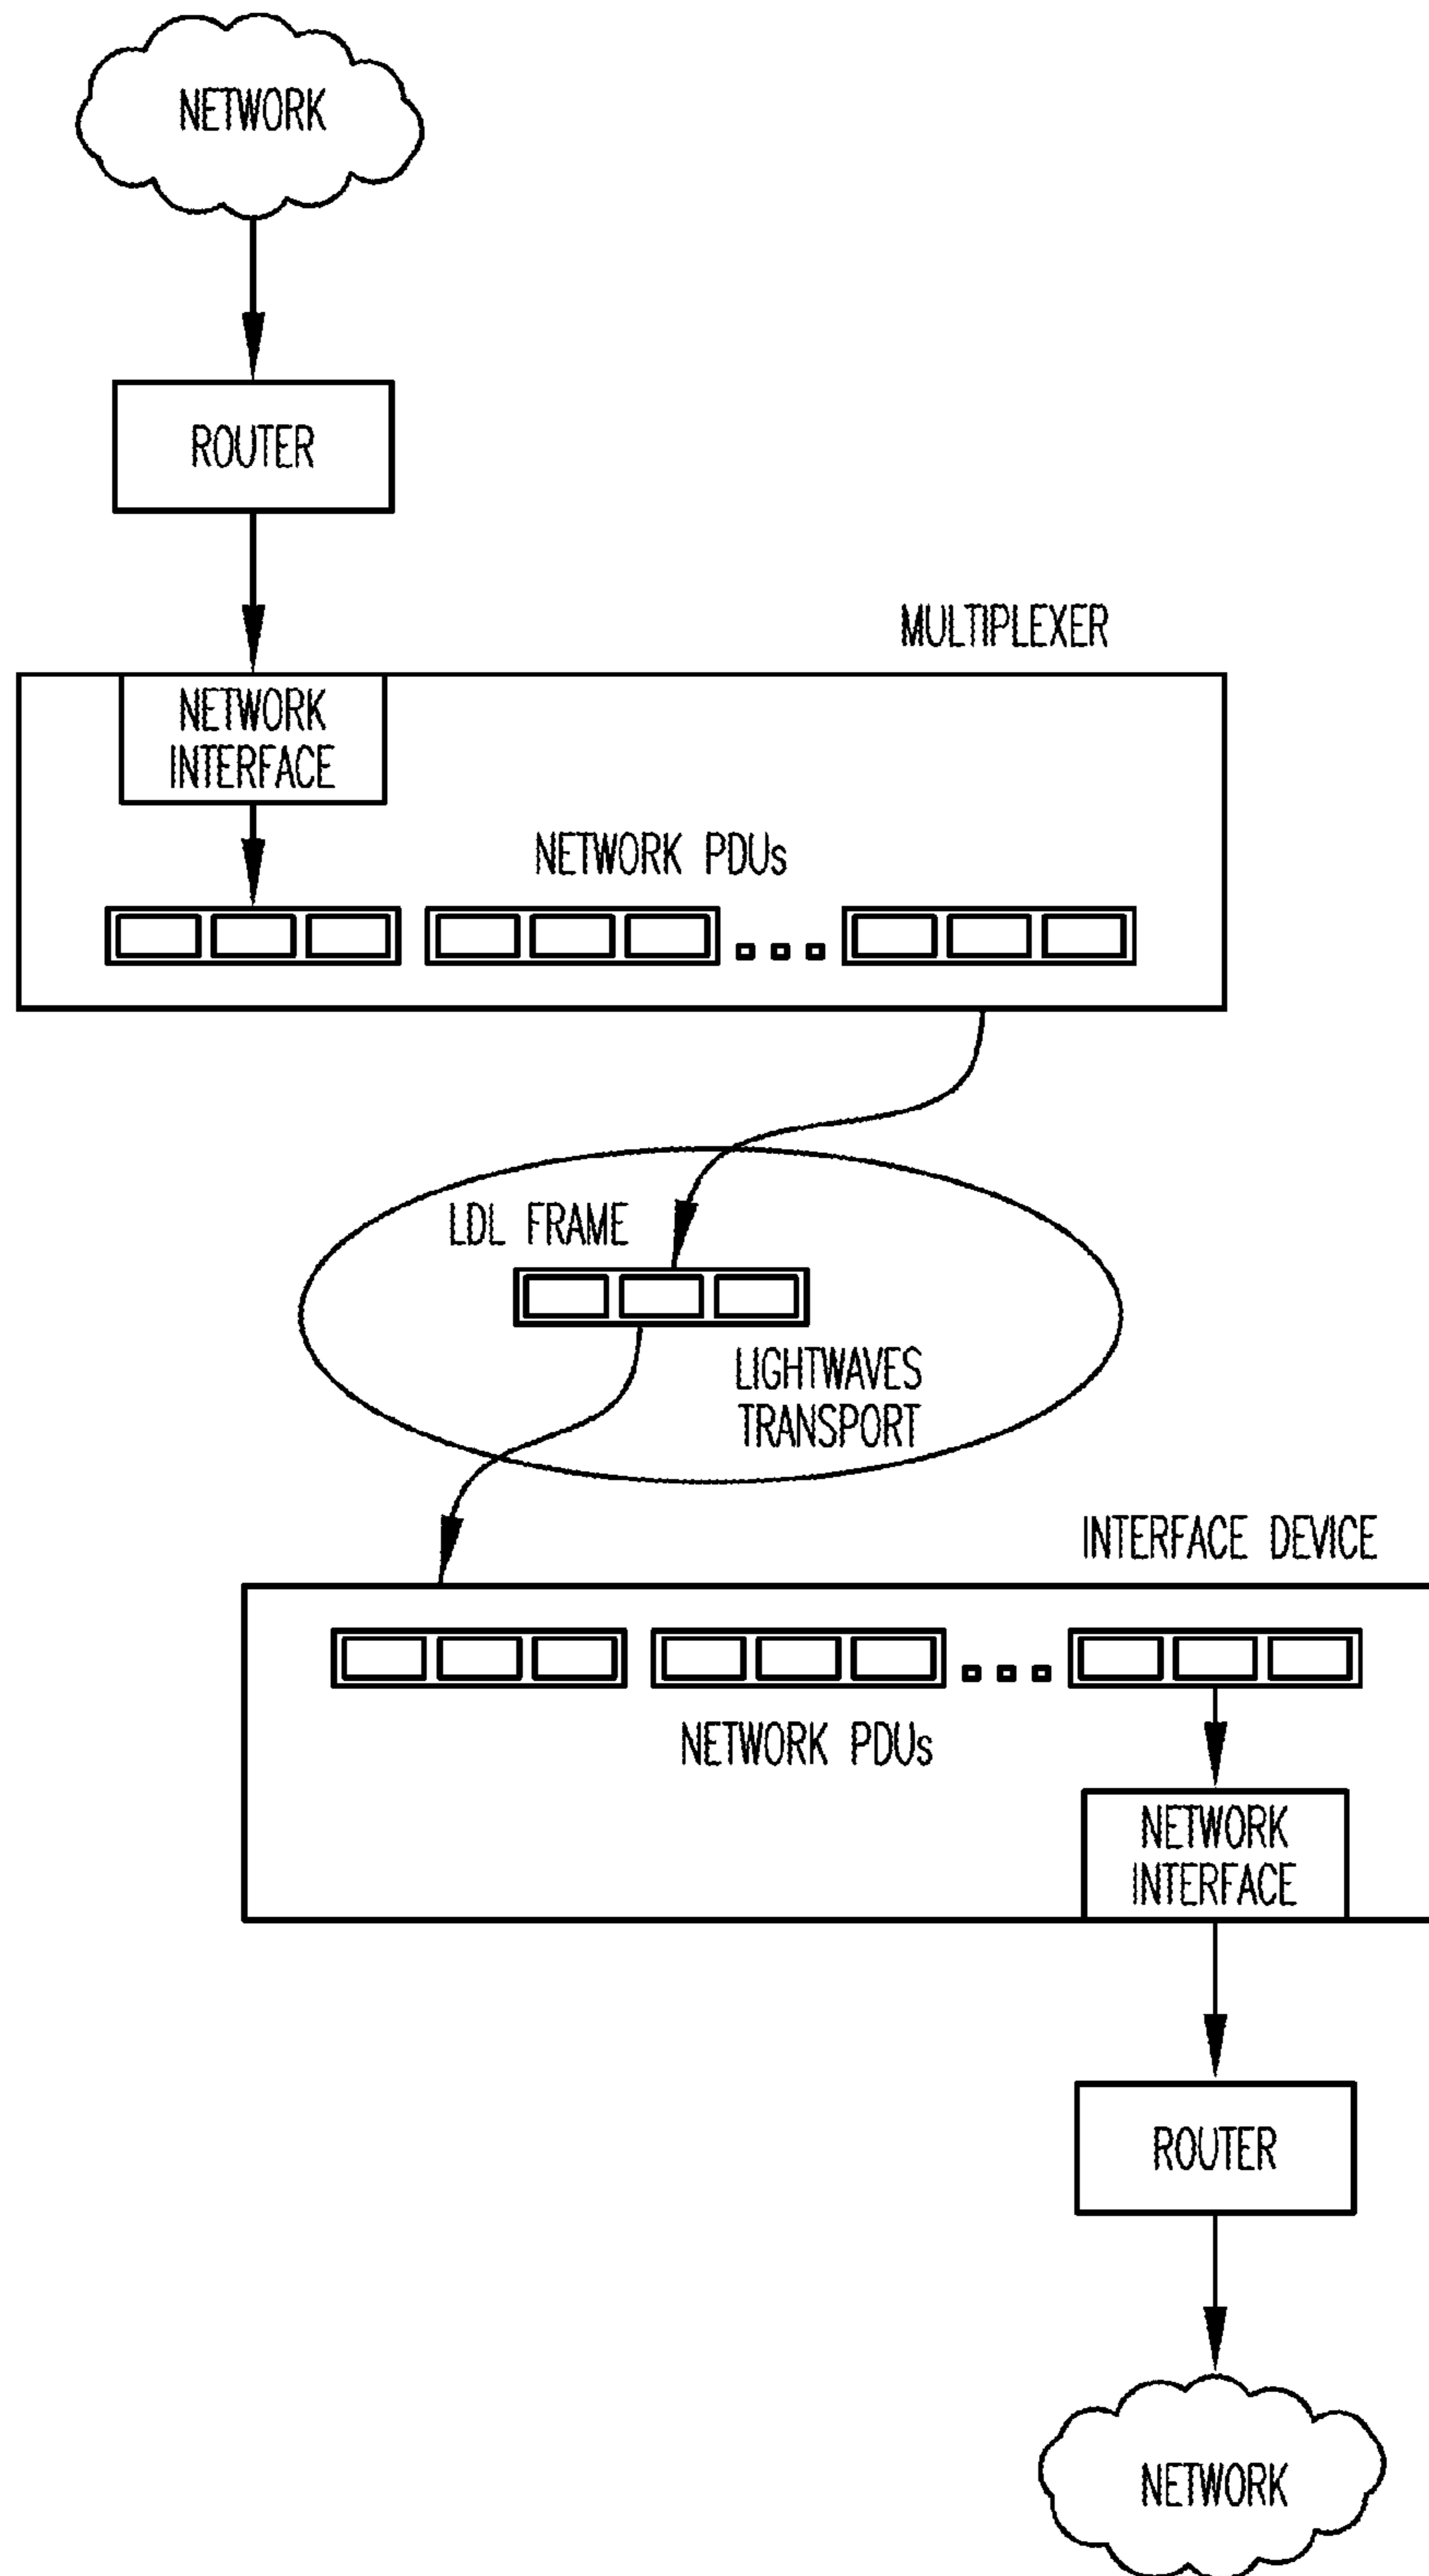 NETWORK
ROUTER
MULTIPLEXER
NETWORK
INTERFACE
NETWORK PDUs
LDL FRAME
LIGHTWAVES
TRANSPORT
INTERFACE DEVICE
NETWORK PDUs
NETWORK
INTERFACE
ROUTER
NETWORK